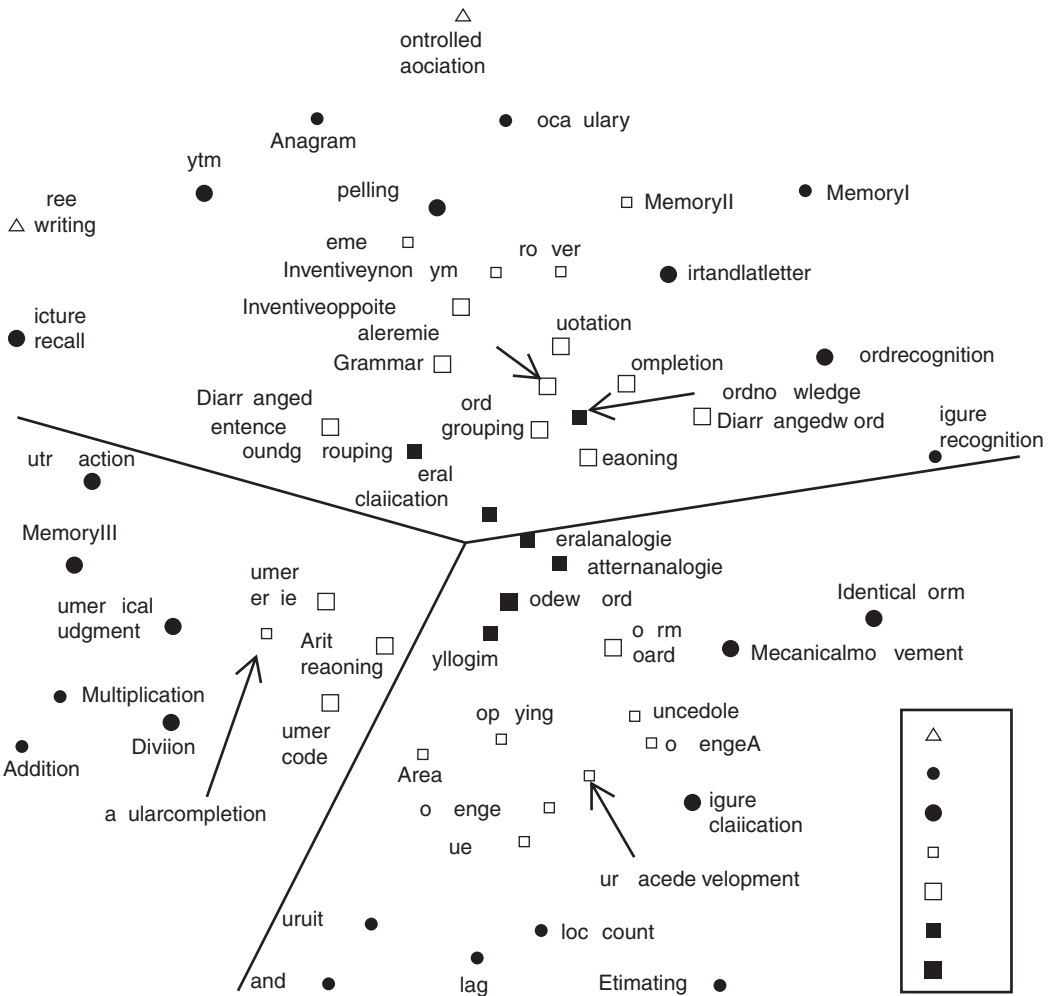 ontrolled
aociation
Anagram
oca ulary
ytm
pelling
MemoryII
MemoryI
ree
writing
eme
ro ver
Inventiveynon ym
irtandlatletter
Inventiveoppoite
icture
recall
aleremie
uotation
Grammar
ompletion
ordrecognition
Diarr anged
entence
ord
grouping
ordno wledge
Diarr angedw ord
igure
recognition
oundg rouping
eaoning
utr action
eral
claiication
MemoryIII
eralanalogie
atternanalogie
umer
er ie
odew ord
Identical orm
umer ical
udgment
Arit
reaoning
yllogim
o rm
oard
Mecanicalmo vement
Multiplication
Diviion
umer
code
op ying
uncedole
o engeA
Addition
Area
a ularcompletion
o enge
igure
claiication
ue
ur acede velopment
uruit
loc count
and
lag
Etimating